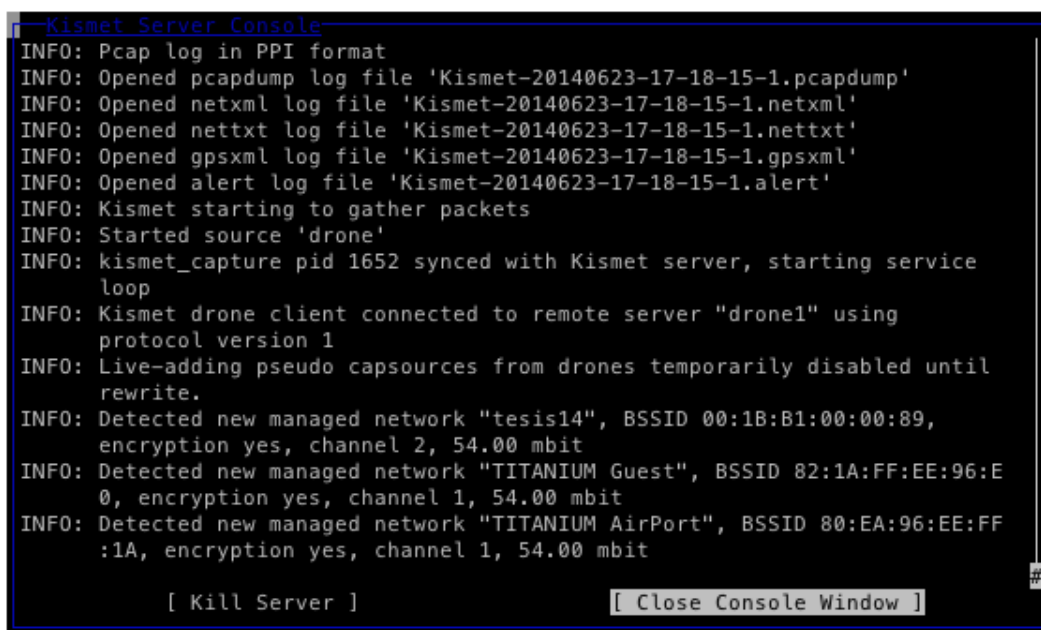 Kismet Server Console
INFO: Pcap log in PPI format
INFO: Opened pcapdump log file 'Kismet-20140623-17-18-15-1.pcapdump'
INFO: Opened netxml log file 'Kismet-20140623-17-18-15-1.netxml'
INFO: Opened nettxt log file 'Kismet-20140623-17-18-15-1.nettxt'
INFO: Opened gpsxml log file 'Kismet-20140623-17-18-15-1.gpsxml'
INFO: Opened alert log file 'Kismet-20140623-17-18-15-1.alert'
INFO: Kismet starting to gather packets
INFO: Started source 'drone'
INFO: kismet_capture pid 1652 synced with Kismet server, starting service
loop
INFO: Kismet drone client connected to remote server "drone1" using
protocol version 1
INFO: Live-adding pseudo capsources from drones temporarily disabled until
rewrite.
INFO: Detected new managed network "tesis14", BSSID 00:1B:B1:00:00:89,
encryption yes, channel 2, 54.00 mbit
INFO: Detected new managed network "TITANIUM Guest", BSSID 82:1A:FF:EE:96:E
0, encryption yes, channel 1, 54.00 mbit
INFO: Detected new managed network "TITANIUM AirPort", BSSID 80:EA:96:EE:FF
:1A, encryption yes, channel 1, 54.00 mbit
#
[ Kill Server ] [ Close Console Window ]